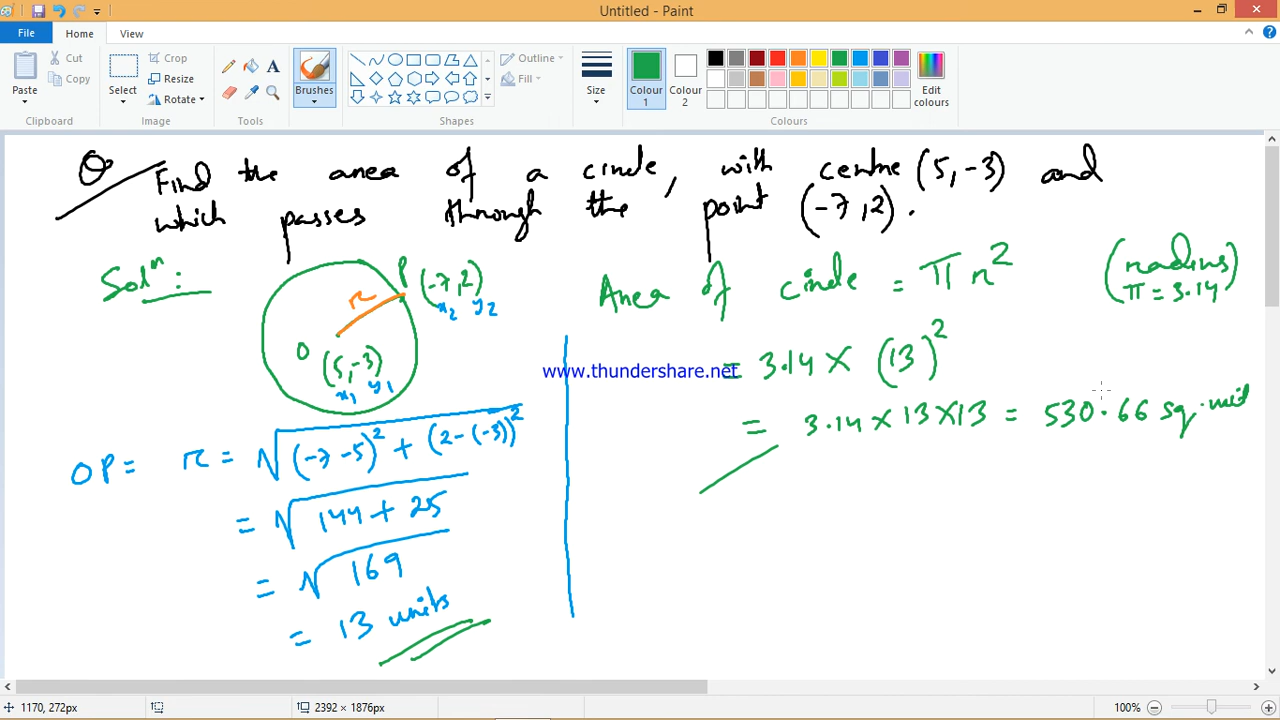 Untitled - Paint
File Home View
Paste
Cut
Copy
Clipboard
Select
Crop
Resize
Rotate
Image
A
Tools
Brushes
Outline
Fill
Shapes
Size
Colour 1
Colour 2
Edit colours
Colours
Q Find the area of a circle, with centre (5, -3) and
which passes through the point (-7, 2).
Solⁿ :
P (-7, 2)
x₂ y₂
r
O (5, -3)
x₁ y₁
OP = r = √(-7-5)² + (2-(-3))²
= √144 + 25
= √169
= 13 units
Area of circle = π r²
(radius)
π = 3.14
www.thundershare.net
= 3.14 × (13)²
= 3.14 × 13 × 13 = 530.66 sq. unit
1170, 272px
2392 × 1876px
100%